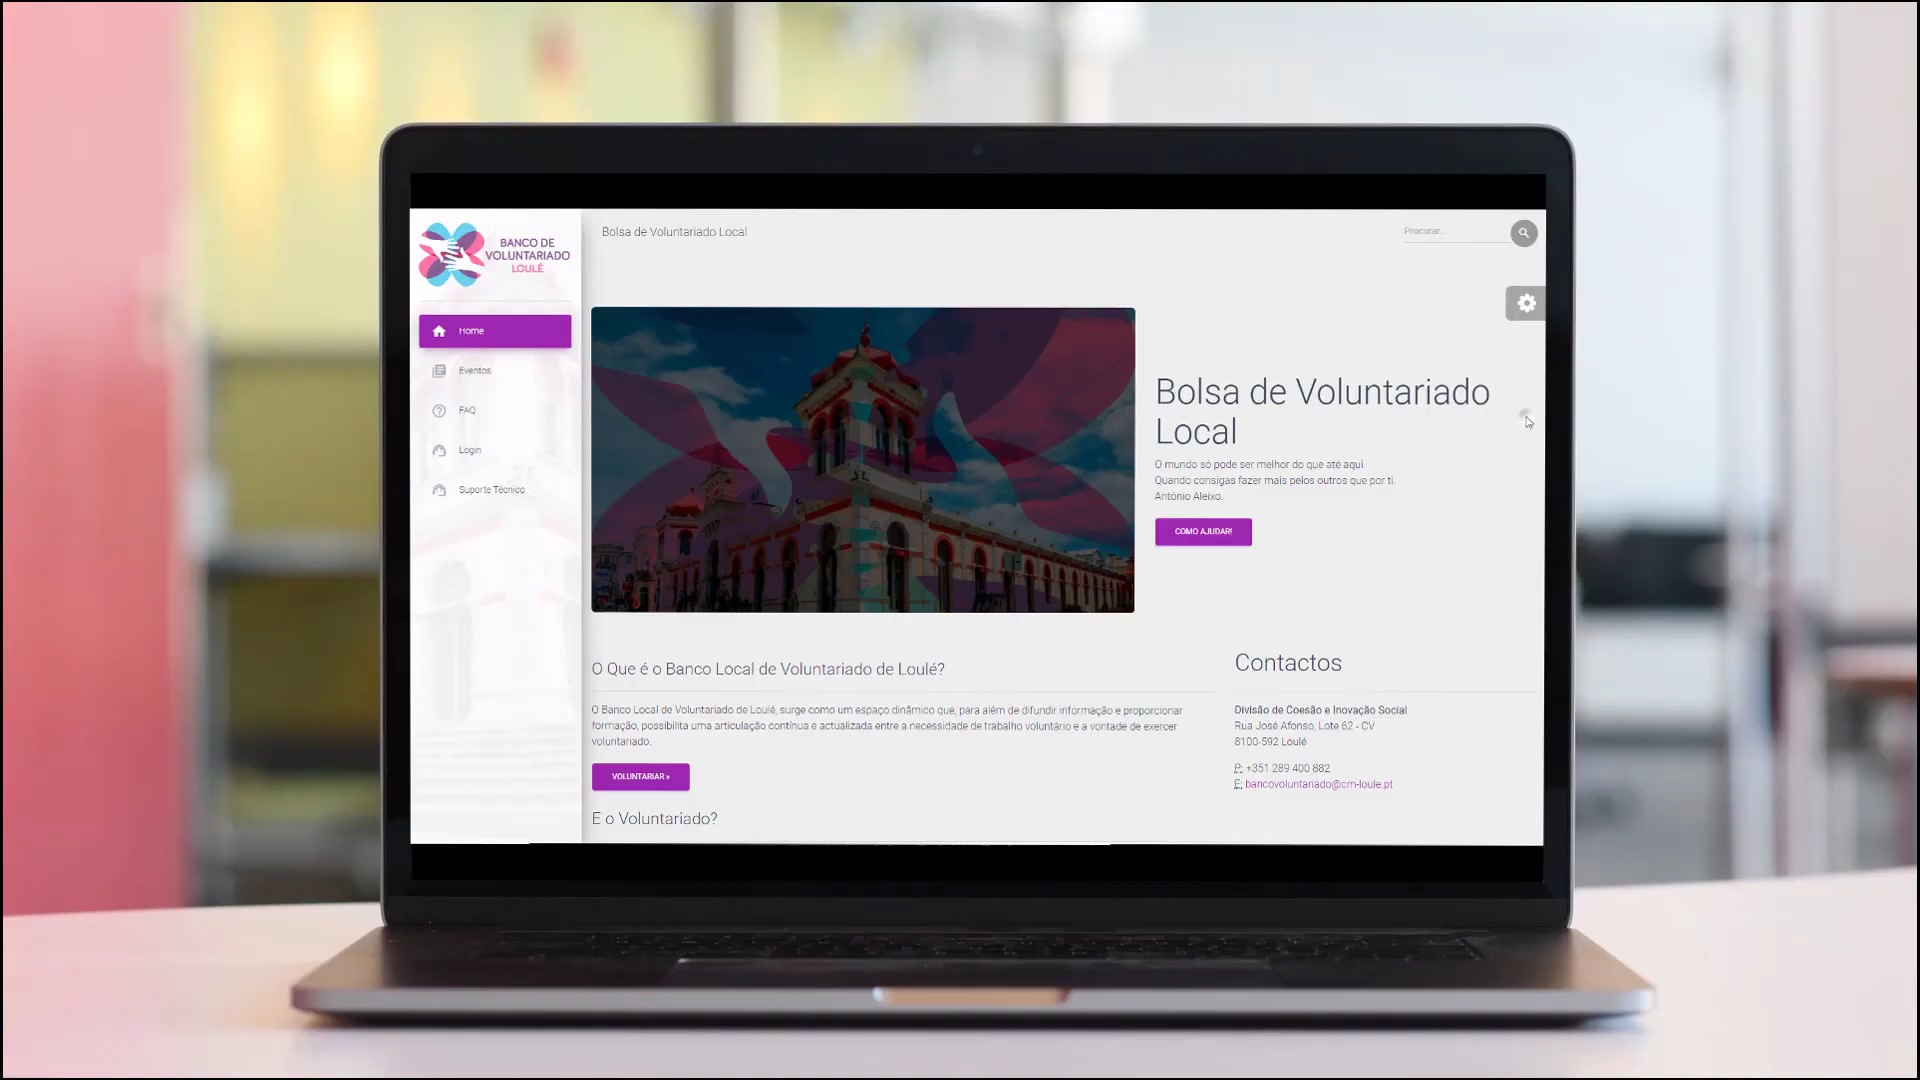 BANCO DE
VOLUNTARIADO
LOULÉ
Home
Eventos
FAQ
Login
Suporte Técnico
Bolsa de Voluntariado Local
Procurar...
Bolsa de Voluntariado
Local
O mundo só pode ser melhor do que até aqui.
Quando consigas fazer mais pelos outros que por ti.
António Aleixo.
COMO AJUDAR!
O Que é o Banco Local de Voluntariado de Loulé?
O Banco Local de Voluntariado de Loulé, surge como um espaço dinâmico que, para além de difundir informação e proporcionar
formação, possibilita uma articulação contínua e actualizada entre a necessidade de trabalho voluntário e a vontade de exercer
voluntariado.
VOLUNTARIAR »
E o Voluntariado?
Contactos
Divisão de Coesão e Inovação Social
Rua José Afonso, Lote 62 - CV
8100-592 Loulé
P: +351 289 400 882
E: bancovoluntariado@cm-loule.pt